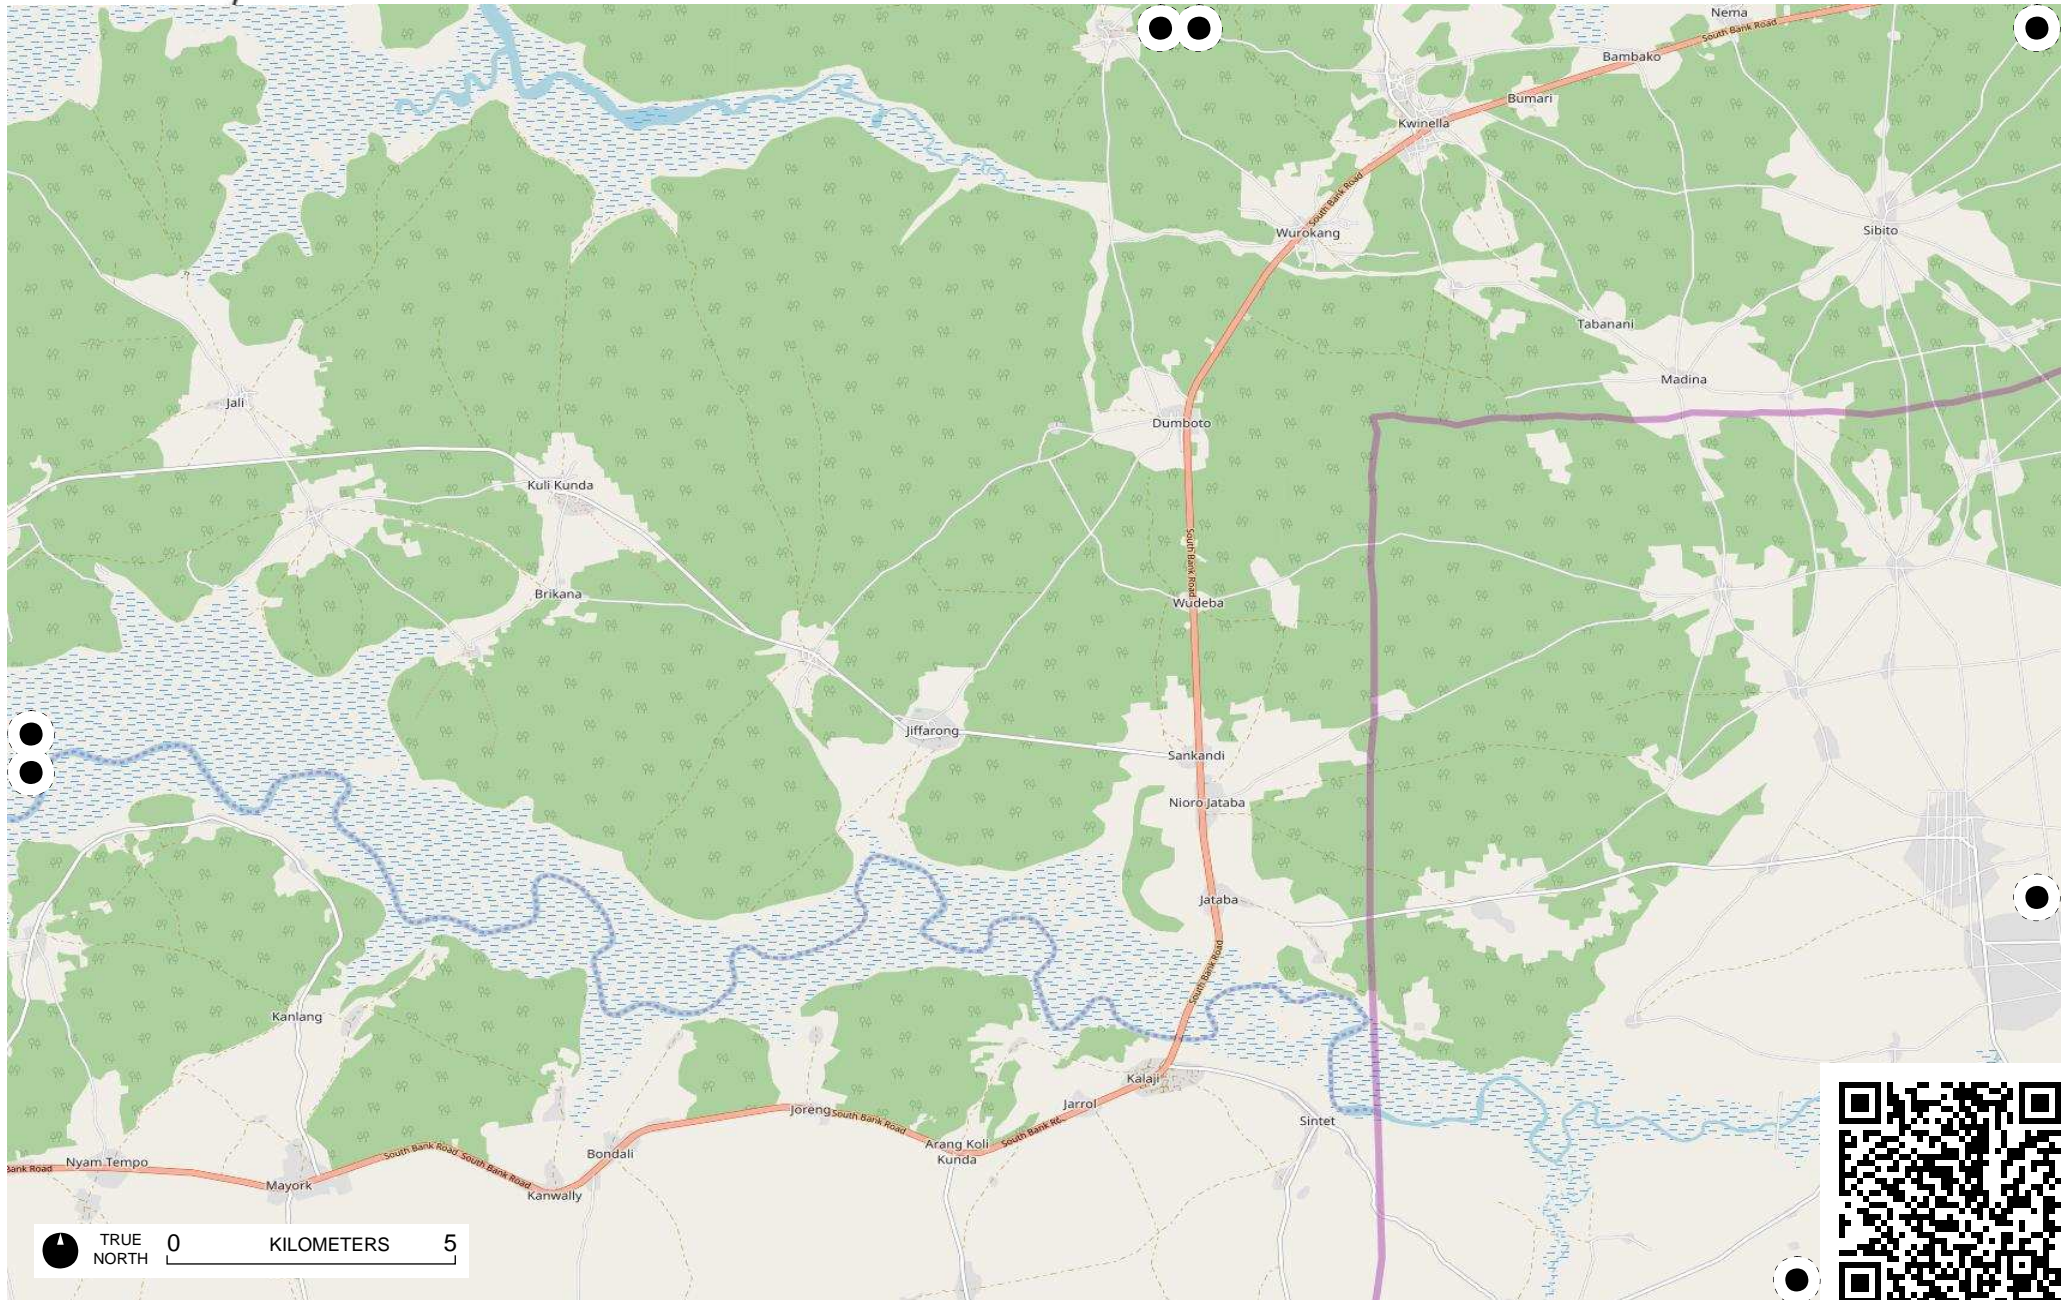 Nema
South Bank Road
Bambako
Bumari
Kwinella
South Bank Road
Wurokang
Sibito
Tabanani
Madina
Jali
Dumboto
Kuli Kunda
South Bank Road
Brikana
Wudeba
Jiffarong
Sankandi
Nioro Jataba
Jataba
South Bank Road
Kanlang
Kalaji
Jarrol
Joreng
South Bank Road
Sintet
South Bank R
Arang Koli
Kunda
South Bank Road
South Bank Road
Bondali
Nyam Tempo
Bank Road
Mayork
Kanwally
TRUE
NORTH
0 KILOMETERS 5